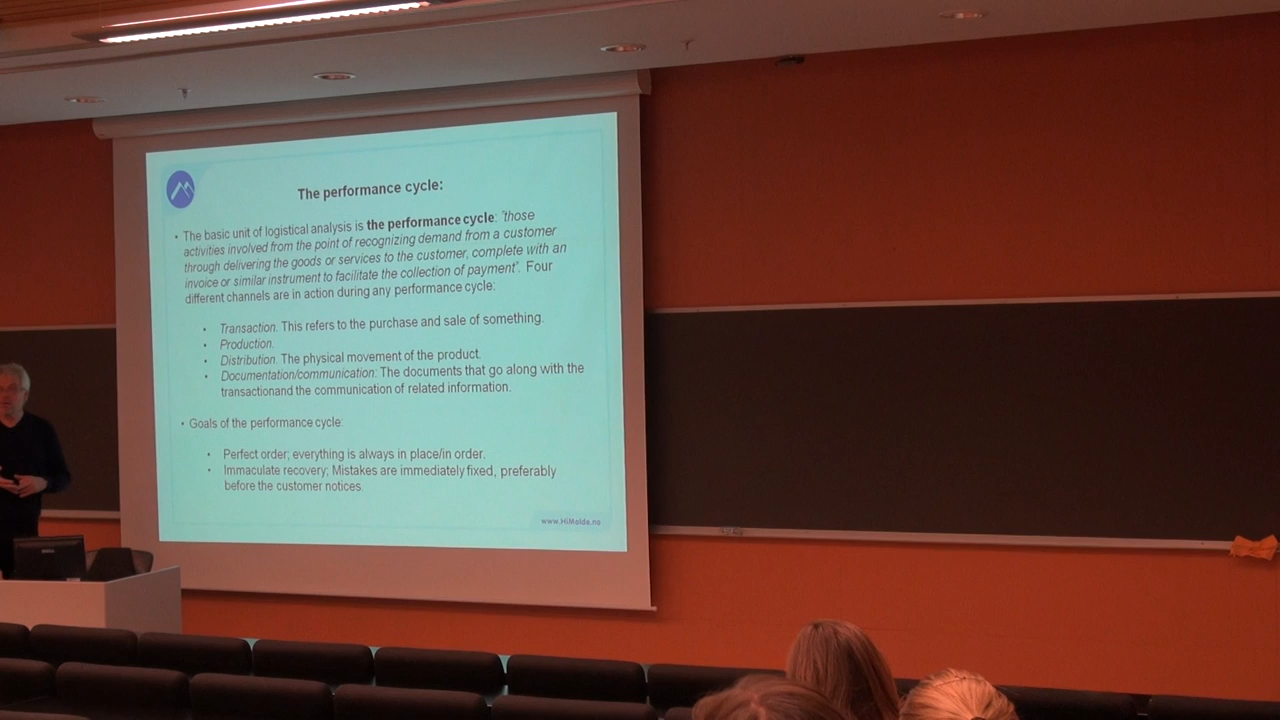 The performance cycle:
• The basic unit of logistical analysis is the performance cycle: "those
activities involved from the point of recognizing demand from a customer
through delivering the goods or services to the customer, complete with an
invoice or similar instrument to facilitate the collection of payment". Four
different channels are in action during any performance cycle:
• Transaction. This refers to the purchase and sale of something.
• Production.
• Distribution. The physical movement of the product.
• Documentation/communication: The documents that go along with the
transactionand the communication of related information.
• Goals of the performance cycle:
• Perfect order; everything is always in place/in order.
• Immaculate recovery; Mistakes are immediately fixed, preferably
before the customer notices.
www.HiMolde.no